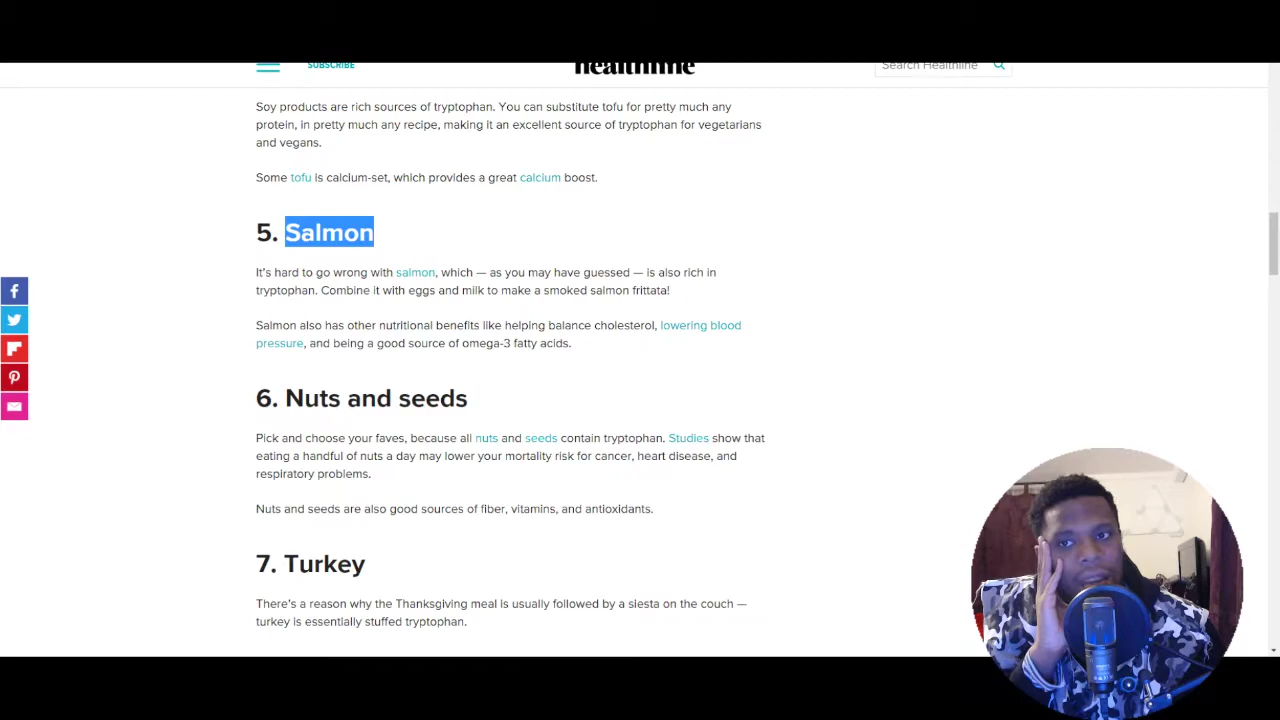 SUBSCRIBE
healthline
Search Healthline
Soy products are rich sources of tryptophan. You can substitute tofu for pretty much any
protein, in pretty much any recipe, making it an excellent source of tryptophan for vegetarians
and vegans.
Some tofu is calcium-set, which provides a great calcium boost.
5. Salmon
It's hard to go wrong with salmon, which — as you may have guessed — is also rich in
tryptophan. Combine it with eggs and milk to make a smoked salmon frittata!
Salmon also has other nutritional benefits like helping balance cholesterol, lowering blood
pressure, and being a good source of omega-3 fatty acids.
6. Nuts and seeds
Pick and choose your faves, because all nuts and seeds contain tryptophan. Studies show that
eating a handful of nuts a day may lower your mortality risk for cancer, heart disease, and
respiratory problems.
Nuts and seeds are also good sources of fiber, vitamins, and antioxidants.
7. Turkey
There's a reason why the Thanksgiving meal is usually followed by a siesta on the couch —
turkey is essentially stuffed tryptophan.